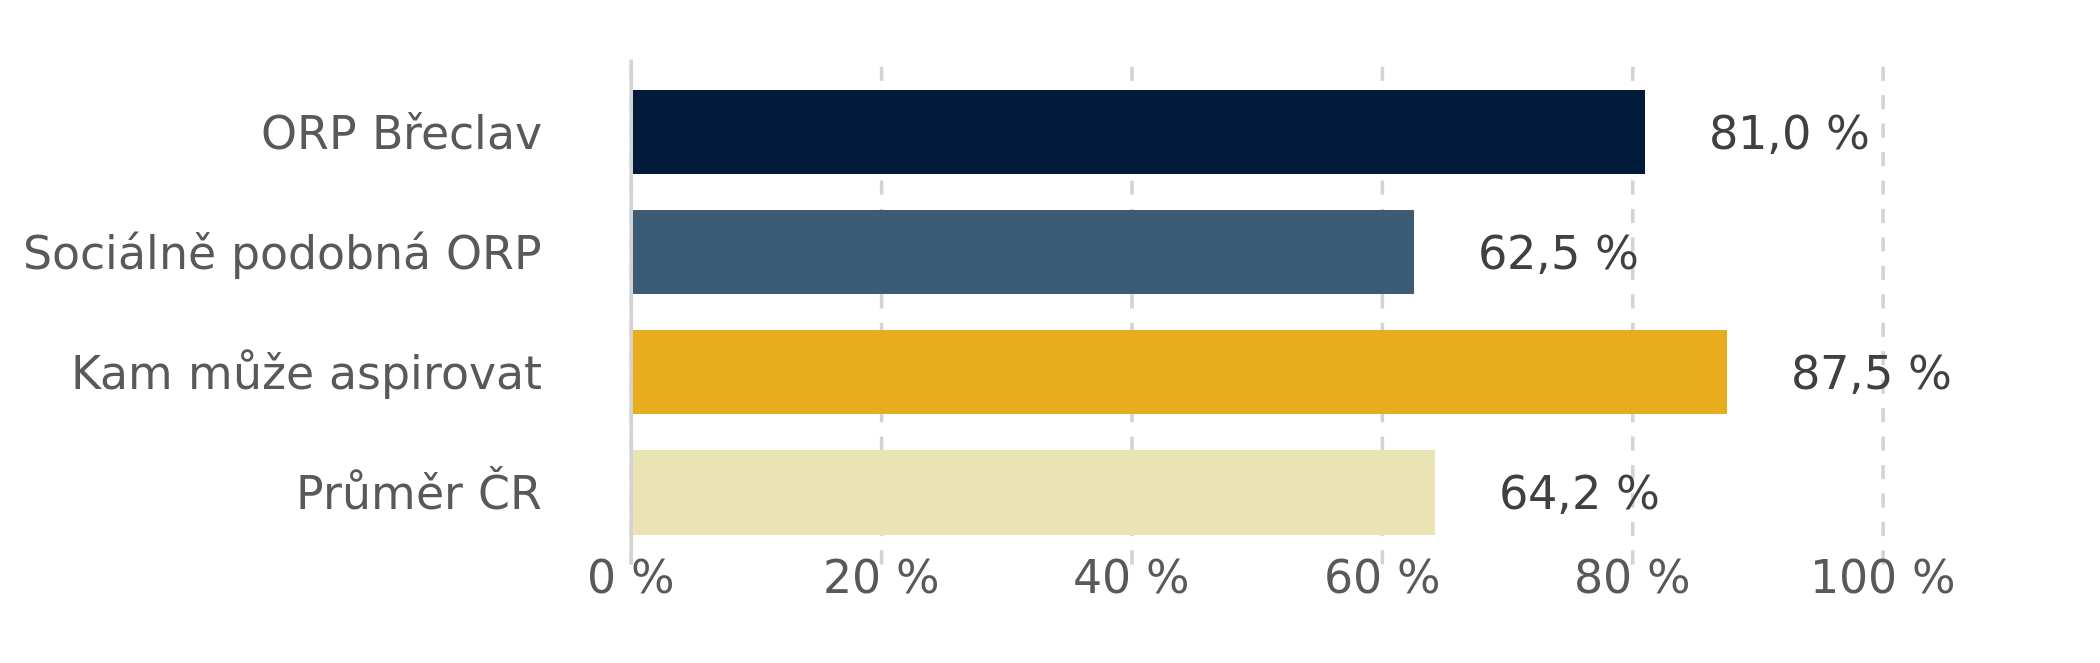 ORP Břeclav 81,0 %
Sociálně podobná ORP 62,5 %
Kam může aspirovat 87,5 %
Průměr ČR 64,2 %
0 % 20 % 40 % 60 % 80 % 100 %